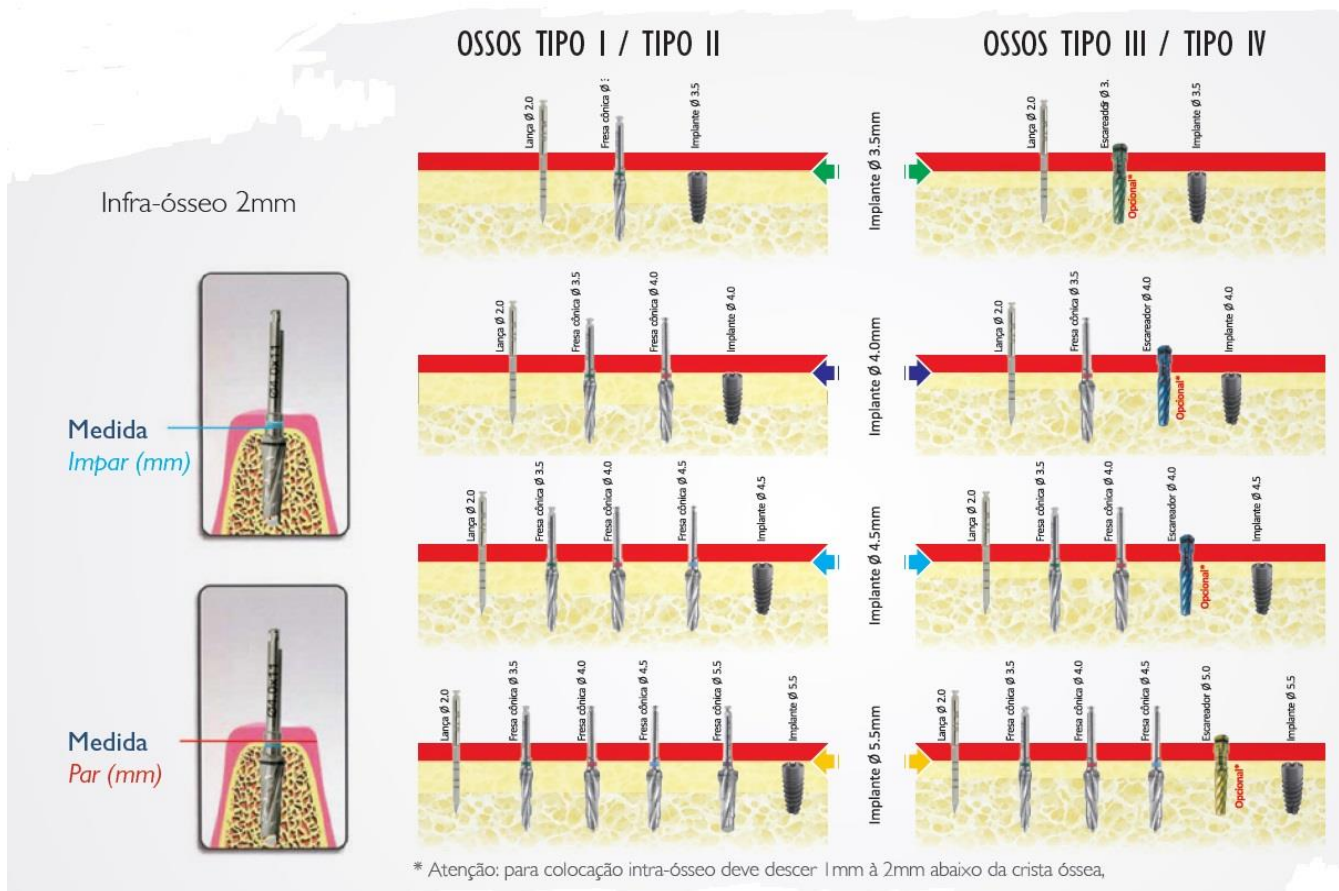 OSSOS TIPO I / TIPO II
OSSOS TIPO III / TIPO IV
Infra-ósseo 2mm
Lança Ø 2.0
Fresa cônica Ø
Implante Ø 3.5
Implante Ø 3.5mm
Lança Ø 2.0
Escareador Ø 3.
Opcional*
Implante Ø 3.5
Lança Ø 2.0
Fresa cônica Ø 3.5
Fresa cônica Ø 4.0
Implante Ø 4.0
Implante Ø 4.0mm
Lança Ø 2.0
Fresa cônica Ø 3.5
Escareador Ø 4.0
Opcional*
Implante Ø 4.0
Ø4.0x11
Medida
Impar (mm)
Lança Ø 2.0
Fresa cônica Ø 3.5
Fresa cônica Ø 4.0
Fresa cônica Ø 4.5
Implante Ø 4.5
Implante Ø 4.5mm
Lança Ø 2.0
Fresa cônica Ø 3.5
Fresa cônica Ø 4.0
Escareador Ø 4.0
Opcional*
Implante Ø 4.5
Ø4.0x11
Medida
Par (mm)
Lança Ø 2.0
Fresa cônica Ø 3.5
Fresa cônica Ø 4.0
Fresa cônica Ø 4.5
Fresa cônica Ø 5.5
Implante Ø 5.5
Implante Ø 5.5mm
Lança Ø 2.0
Fresa cônica Ø 3.5
Fresa cônica Ø 4.0
Fresa cônica Ø 4.5
Escareador Ø 5.0
Opcional*
Implante Ø 5.5
* Atenção: para colocação intra-ósseo deve descer 1mm à 2mm abaixo da crista óssea,